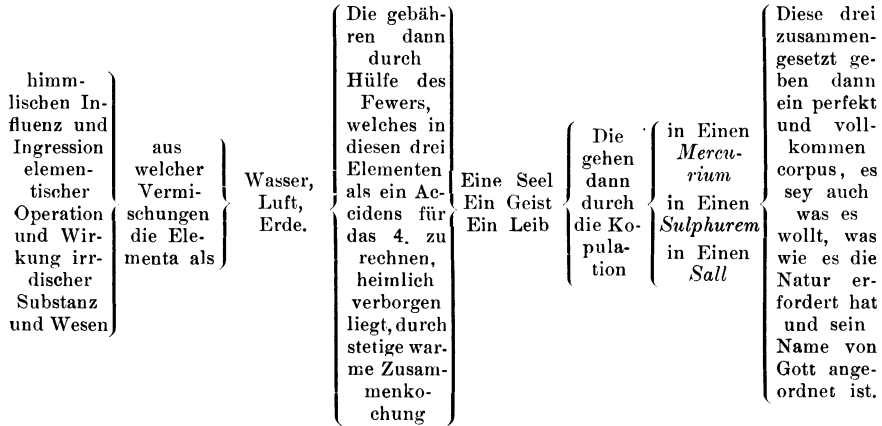 himm-
lischen In-
fluenz und
Ingression
elemen-
tischer
Operation
und Wir-
kung irr-
discher
Substanz
und Wesen
aus
welcher
Vermi-
schungen
die Ele-
menta als
Wasser,
Luft,
Erde.
Die gebäh-
ren dann
durch
Hülfe des
Fewers,
welches in
diesen drei
Elementen
als ein Ac-
cidens für
das 4. zu
rechnen,
heimlich
verborgen
liegt, durch
stetige war-
me Zusam-
menko-
chung
Eine Seel
Ein Geist
Ein Leib
Die
gehen
dann
durch
die Ko-
pula-
tion
in Einen
Mercu-
rium
in Einen
Sulphurem
in Einen
Sall
Diese drei
zusammen-
gesetzt ge-
ben dann
ein perfekt
und voll-
kommen
corpus, es
sey auch
was es
wollt, was
wie es die
Natur er-
fordert hat
und sein
Name von
Gott ange-
ordnet ist.